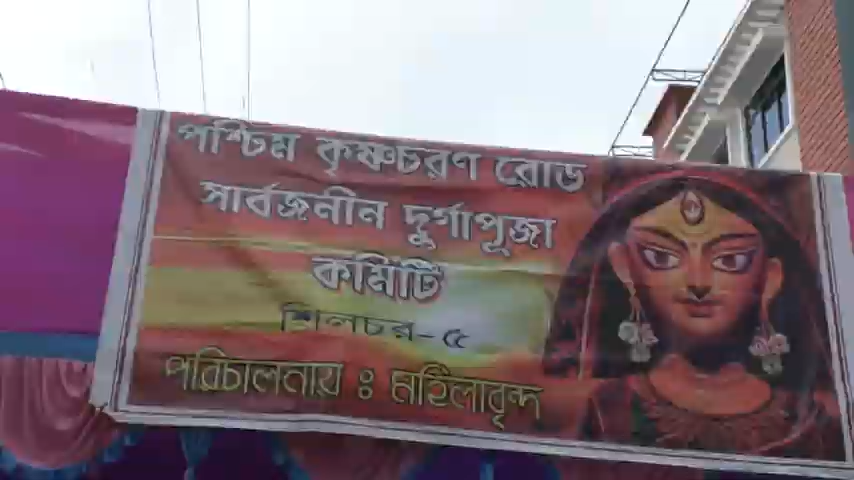 পশ্চিম কৃষ্ণচরণ রোড
সার্বজনীন দুর্গাপূজা
কমিটি
শিলচর-৫
পরিচালনায় ঃ মহিলাবৃন্দ